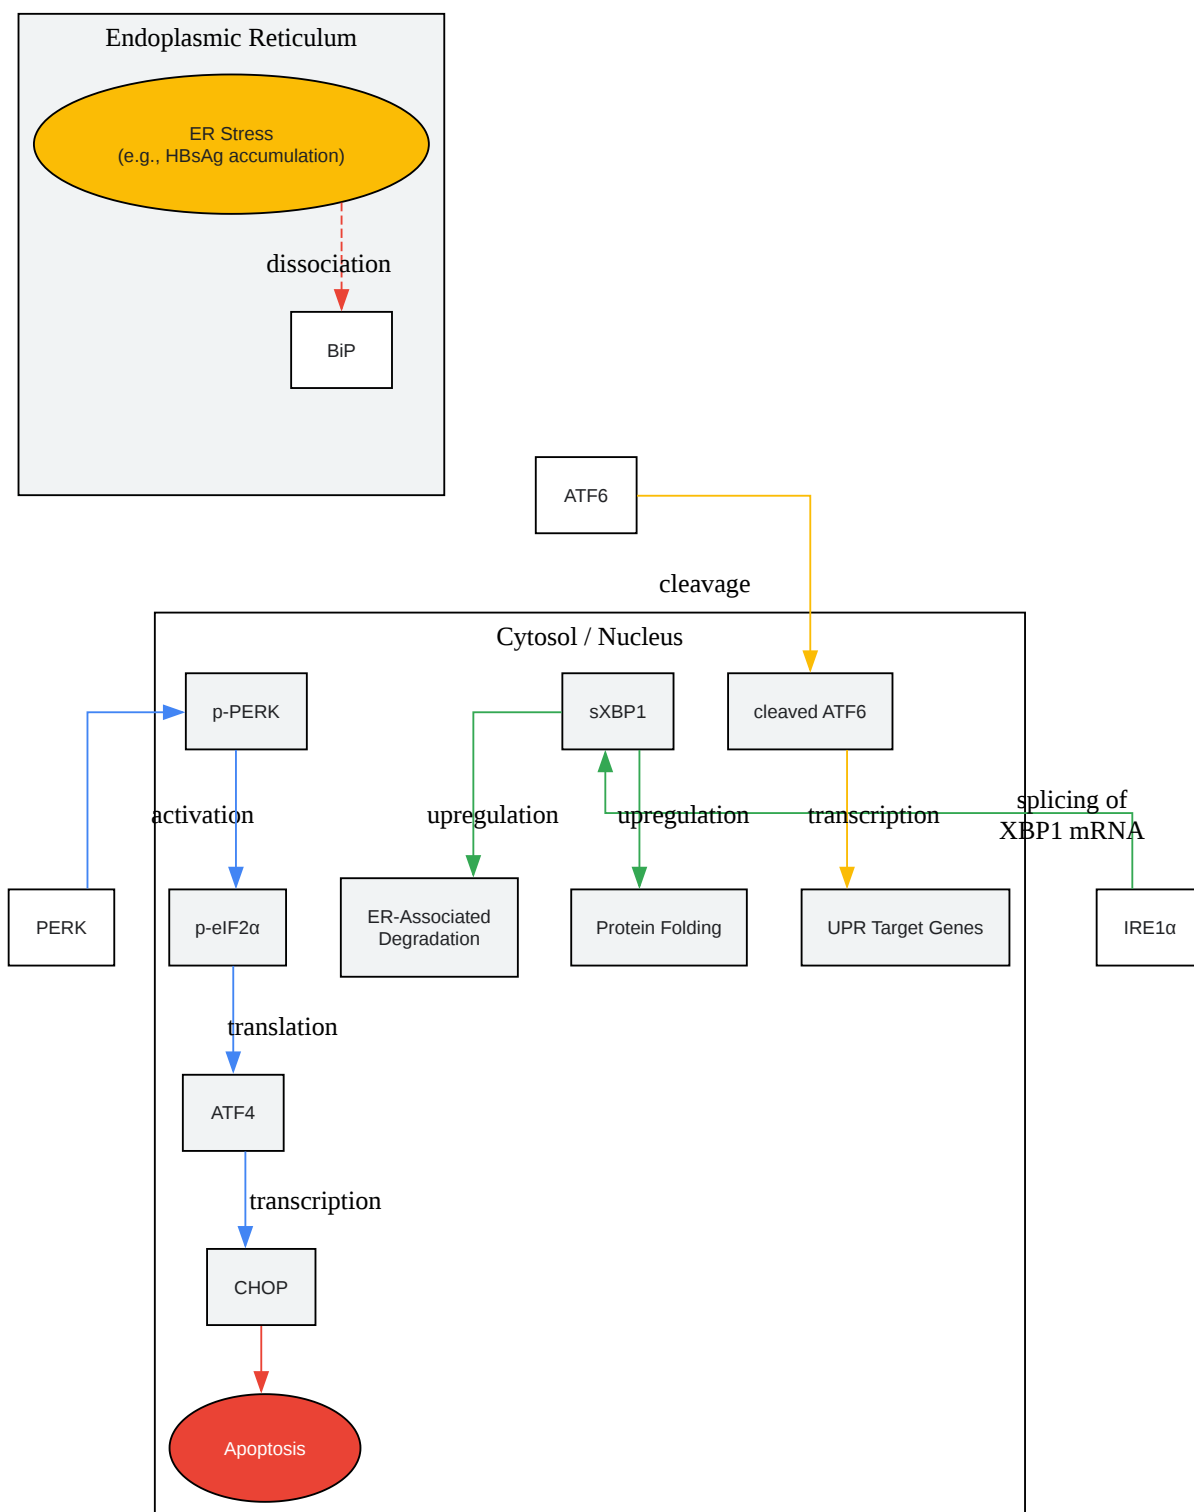 Endoplasmic Reticulum
ER Stress
(e.g., HBsAg accumulation)
dissociation
BiP
ATF6
cleavage
Cytosol / Nucleus
p-PERK
sXBP1
cleaved ATF6
activation
upregulation
upregulation
transcription
splicing of
XBP1 mRNA
PERK
p-eIF2α
ER-Associated
Degradation
Protein Folding
UPR Target Genes
IRE1α
translation
ATF4
transcription
CHOP
Apoptosis